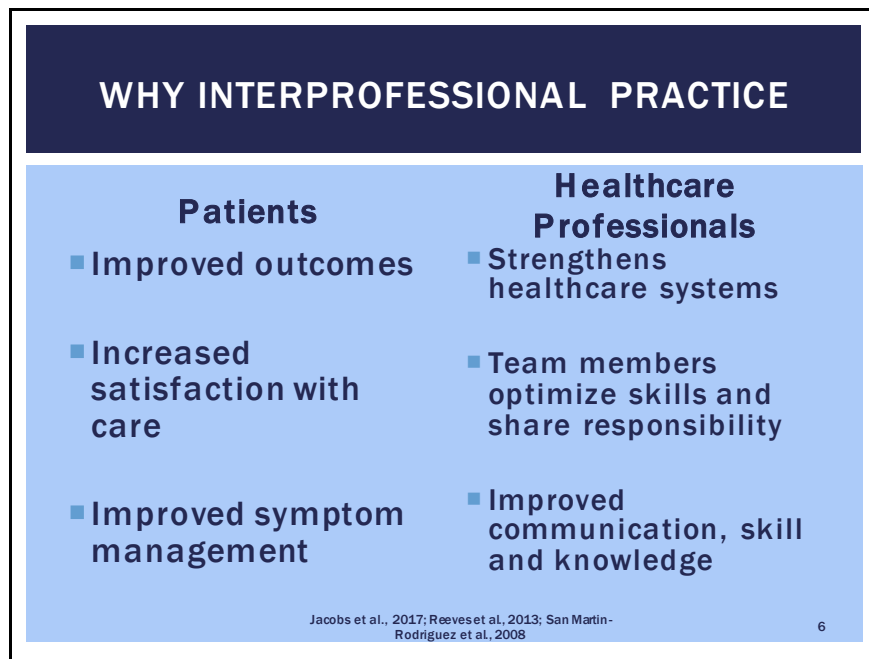 WHY INTERPROFESSIONAL PRACTICE
Patients
Improved outcomes
Increased
satisfaction with
care
Improved symptom
management
Healthcare
Professionals
Strengthens
healthcare systems
Team members
optimize skills and
share responsibility
Improved
communication, skill
and knowledge
Jacobs et al., 2017; Reeves et al., 2013; San Martin-
Rodriguez et al., 2008
6